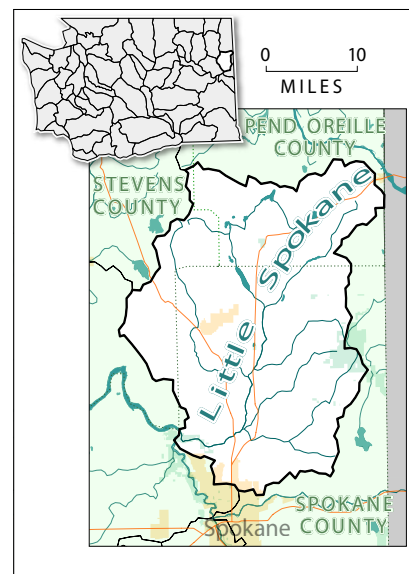 0 10
MILES
PEND OREILLE
COUNTY
STEVENS
COUNTY
Little Spokane
SPOKANE
COUNTY
Spokane